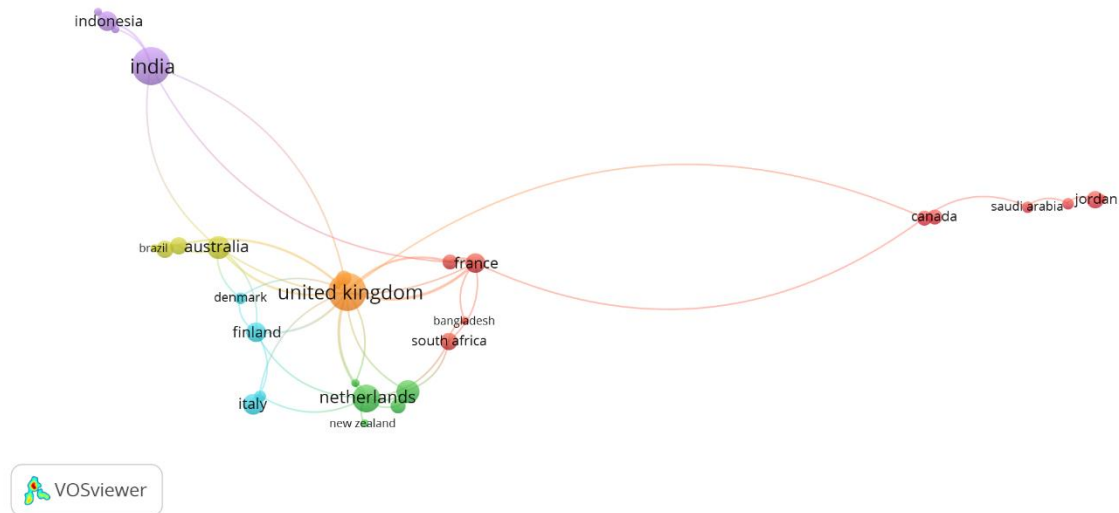 indonesia
india
brazil
australia
denmark
united kingdom
france
canada
saudi arabia
jordan
finland
bangladesh
south africa
italy
netherlands
new zealand
VOSviewer